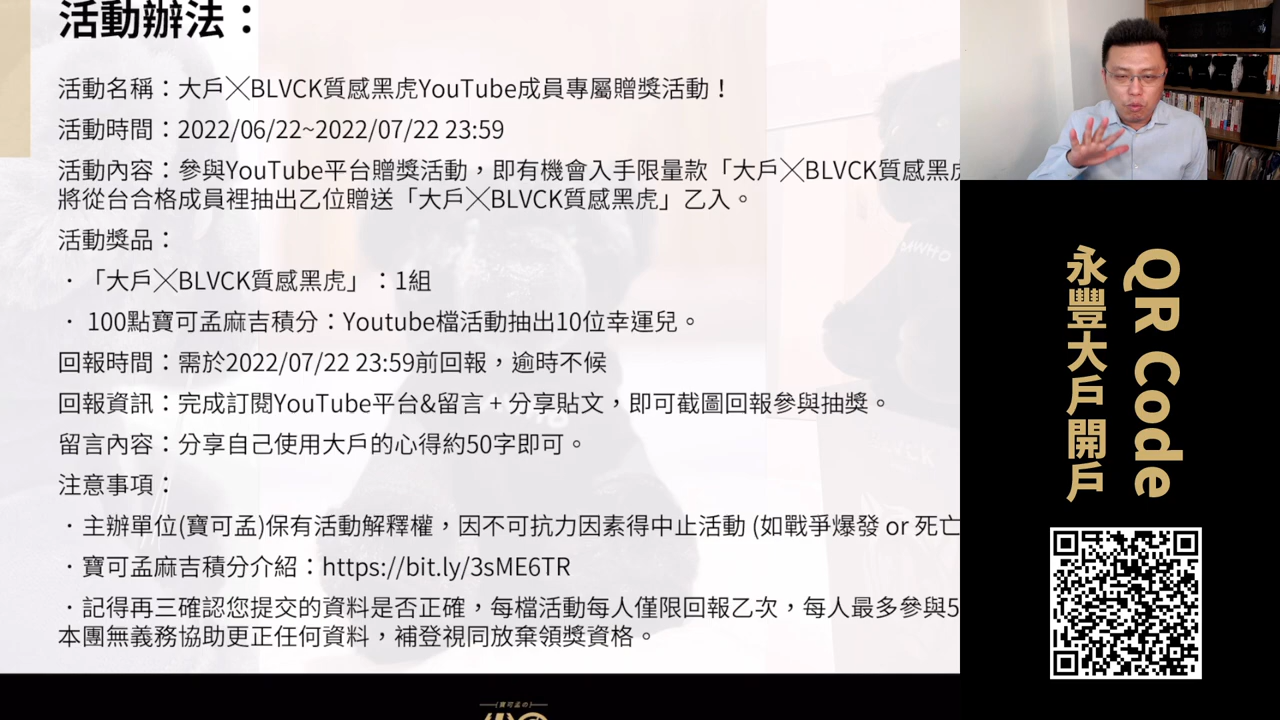 活動辦法：
活動名稱：大戶╳BLVCK質感黑虎YouTube成員專屬贈獎活動！
活動時間：2022/06/22~2022/07/22 23:59
活動內容：參與YouTube平台贈獎活動，即有機會入手限量款「大戶╳BLVCK質感黑虎
將從台合格成員裡抽出乙位贈送「大戶╳BLVCK質感黑虎」乙入。
活動獎品：
·「大戶╳BLVCK質感黑虎」：1組
· 100點寶可孟麻吉積分：Youtube檔活動抽出10位幸運兒。
回報時間：需於2022/07/22 23:59前回報，逾時不候
回報資訊：完成訂閱YouTube平台&留言 + 分享貼文，即可截圖回報參與抽獎。
留言內容：分享自己使用大戶的心得約50字即可。
注意事項：
·主辦單位(寶可孟)保有活動解釋權，因不可抗力因素得中止活動 (如戰爭爆發 or 死亡
·寶可孟麻吉積分介紹：https://bit.ly/3sME6TR
·記得再三確認您提交的資料是否正確，每檔活動每人僅限回報乙次，每人最多參與5
本團無義務協助更正任何資料，補登視同放棄領獎資格。
QR Code
永豐大戶開戶